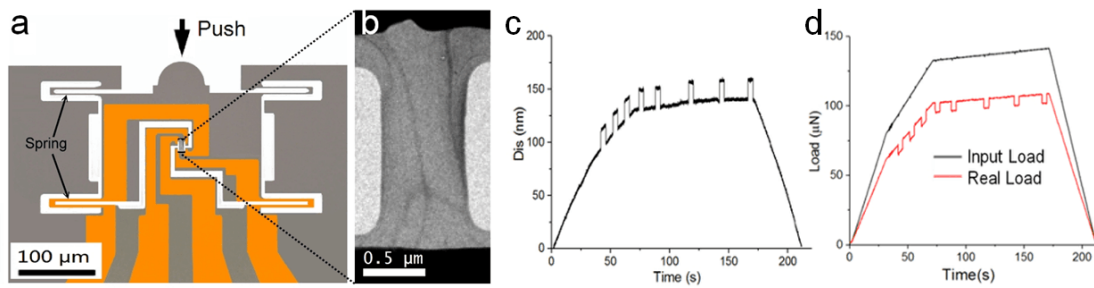 a
Push
Spring
100 µm
b
0.5 µm
c
200
150
100
50
0
0 50 100 150 200
Dis (nm)
Time (s)
d
150
100
50
0
0 50 100 150 200
Load (µN)
Input Load
Real Load
Time(s)